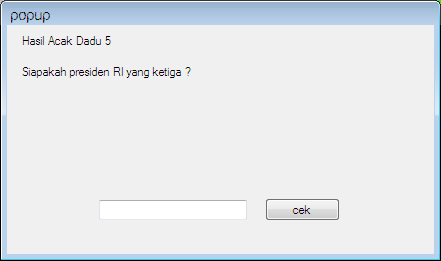 popup
Hasil Acak Dadu 5
Siapakah presiden RI yang ketiga ?
cek